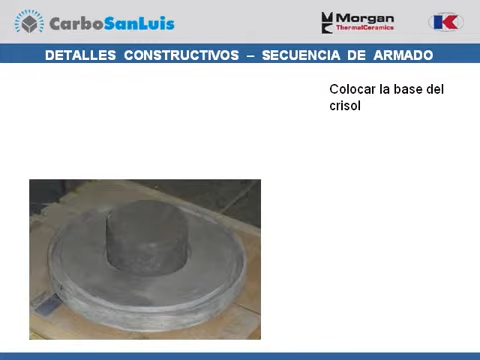 CarboSanLuis
Morgan
ThermalCeramics
K
DETALLES CONSTRUCTIVOS – SECUENCIA DE ARMADO
Colocar la base del
crisol